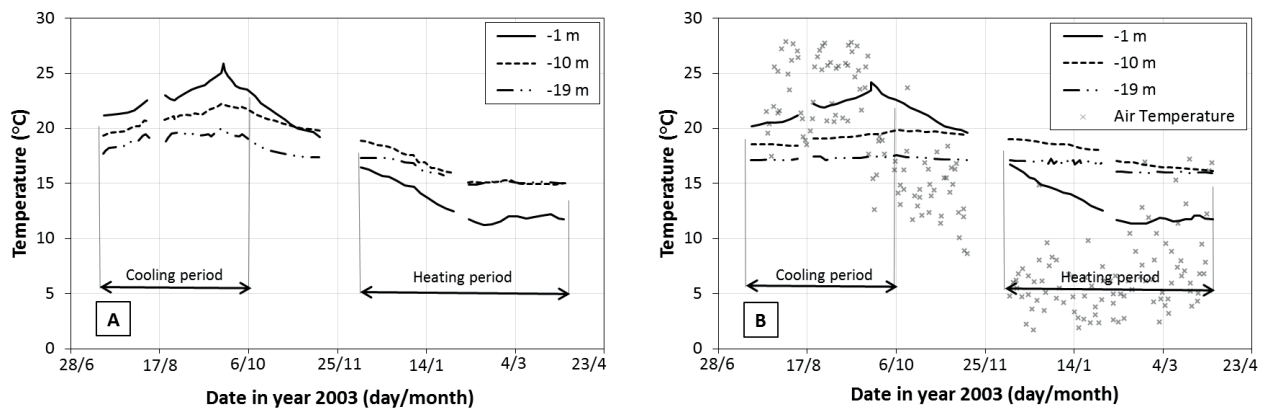 30
25
20
15
10
5
0
Temperature (°C)
-1 m
-10 m
-19 m
Cooling period
Heating period
A
28/6 17/8 6/10 25/11 14/1 4/3 23/4
Date in year 2003 (day/month)
30
25
20
15
10
5
0
Temperature (°C)
-1 m
-10 m
-19 m
Air Temperature
Cooling period
Heating period
B
28/6 17/8 6/10 25/11 14/1 4/3 23/4
Date in year 2003 (day/month)